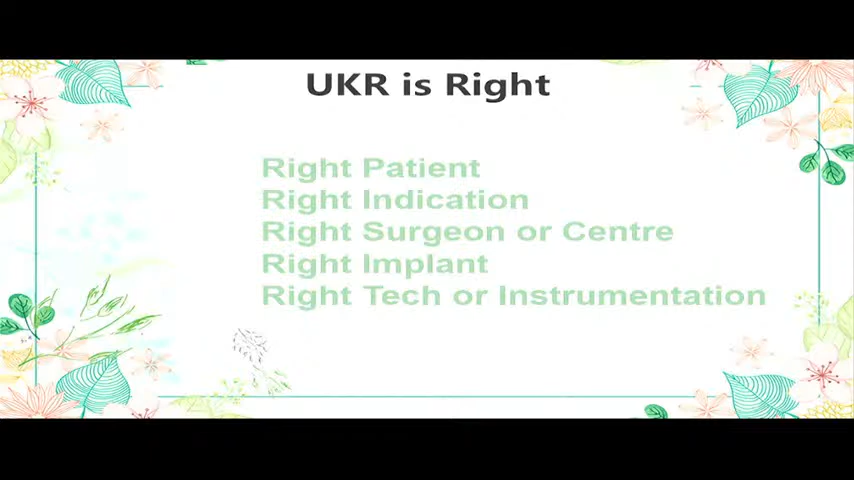 UKR is Right
Right Patient
Right Indication
Right Surgeon or Centre
Right Implant
Right Tech or Instrumentation